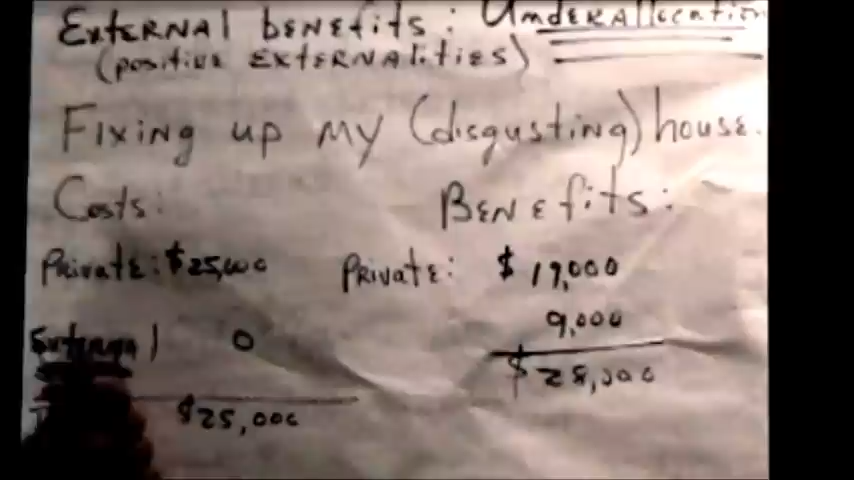 External benefits: Underallocation
(positive externalities)
Fixing up my (disgusting) house.
Costs: Benefits:
Private: $25,000 Private: $19,000
External 0 9,000
$28,000
$25,000